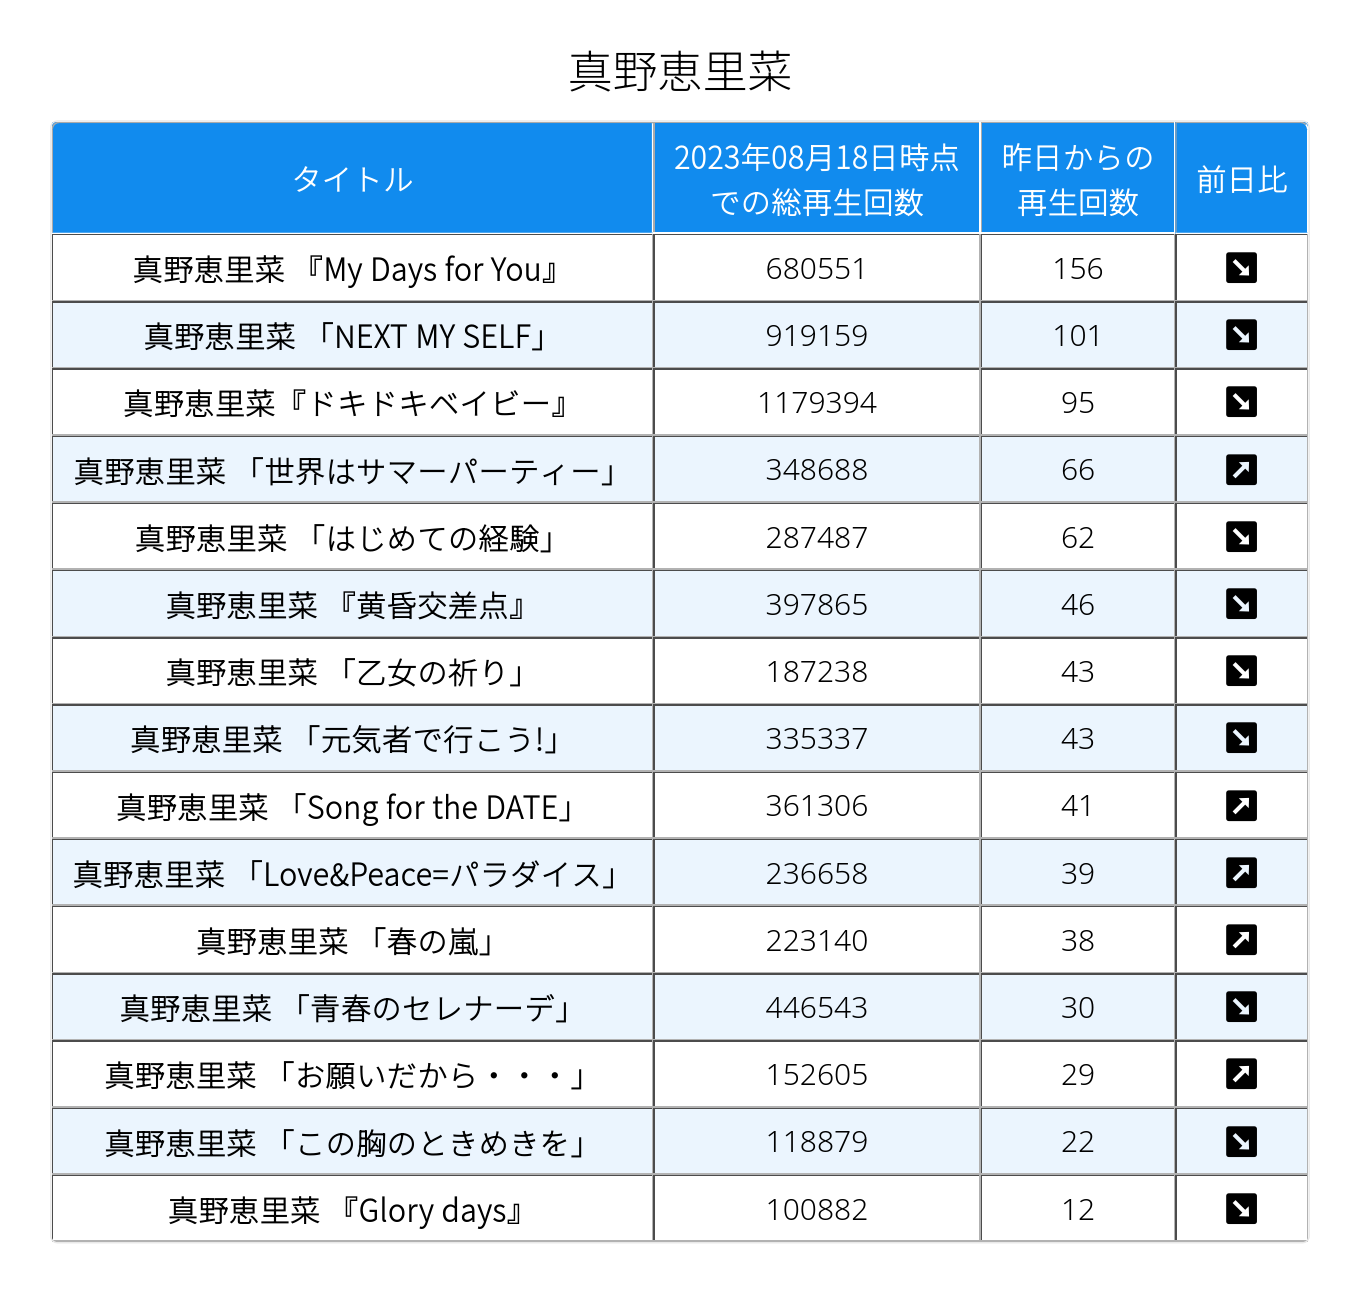 真野恵里菜
タイトル 2023年08月18日時点での総再生回数 昨日からの再生回数 前日比
真野恵里菜 『My Days for You』 680551 156 ↘
真野恵里菜 「NEXT MY SELF」 919159 101 ↘
真野恵里菜『ドキドキベイビー』 1179394 95 ↘
真野恵里菜 「世界はサマーパーティー」 348688 66 ↗
真野恵里菜 「はじめての経験」 287487 62 ↘
真野恵里菜 『黄昏交差点』 397865 46 ↘
真野恵里菜 「乙女の祈り」 187238 43 ↘
真野恵里菜 「元気者で行こう!」 335337 43 ↘
真野恵里菜 「Song for the DATE」 361306 41 ↗
真野恵里菜 「Love&Peace=パラダイス」 236658 39 ↗
真野恵里菜 「春の嵐」 223140 38 ↗
真野恵里菜 「青春のセレナーデ」 446543 30 ↘
真野恵里菜 「お願いだから・・・」 152605 29 ↗
真野恵里菜 「この胸のときめきを」 118879 22 ↘
真野恵里菜 『Glory days』 100882 12 ↘